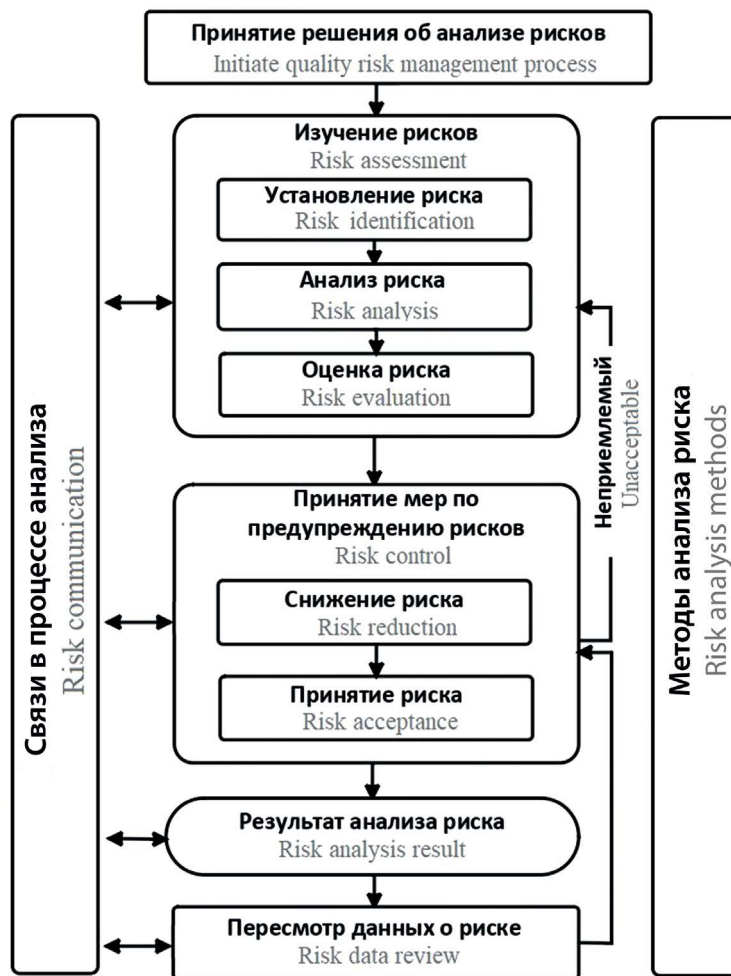 Принятие решения об анализе рисков
Initiate quality risk management process
Изучение рисков
Risk assessment
Установление риска
Risk identification
Анализ риска
Risk analysis
Оценка риска
Risk evaluation
Принятие мер по
предупреждению рисков
Risk control
Снижение риска
Risk reduction
Принятие риска
Risk acceptance
Результат анализа риска
Risk analysis result
Пересмотр данных о риске
Risk data review
Связи в процессе анализа
Risk communication
Неприемлемый
Unacceptable
Методы анализа риска
Risk analysis methods